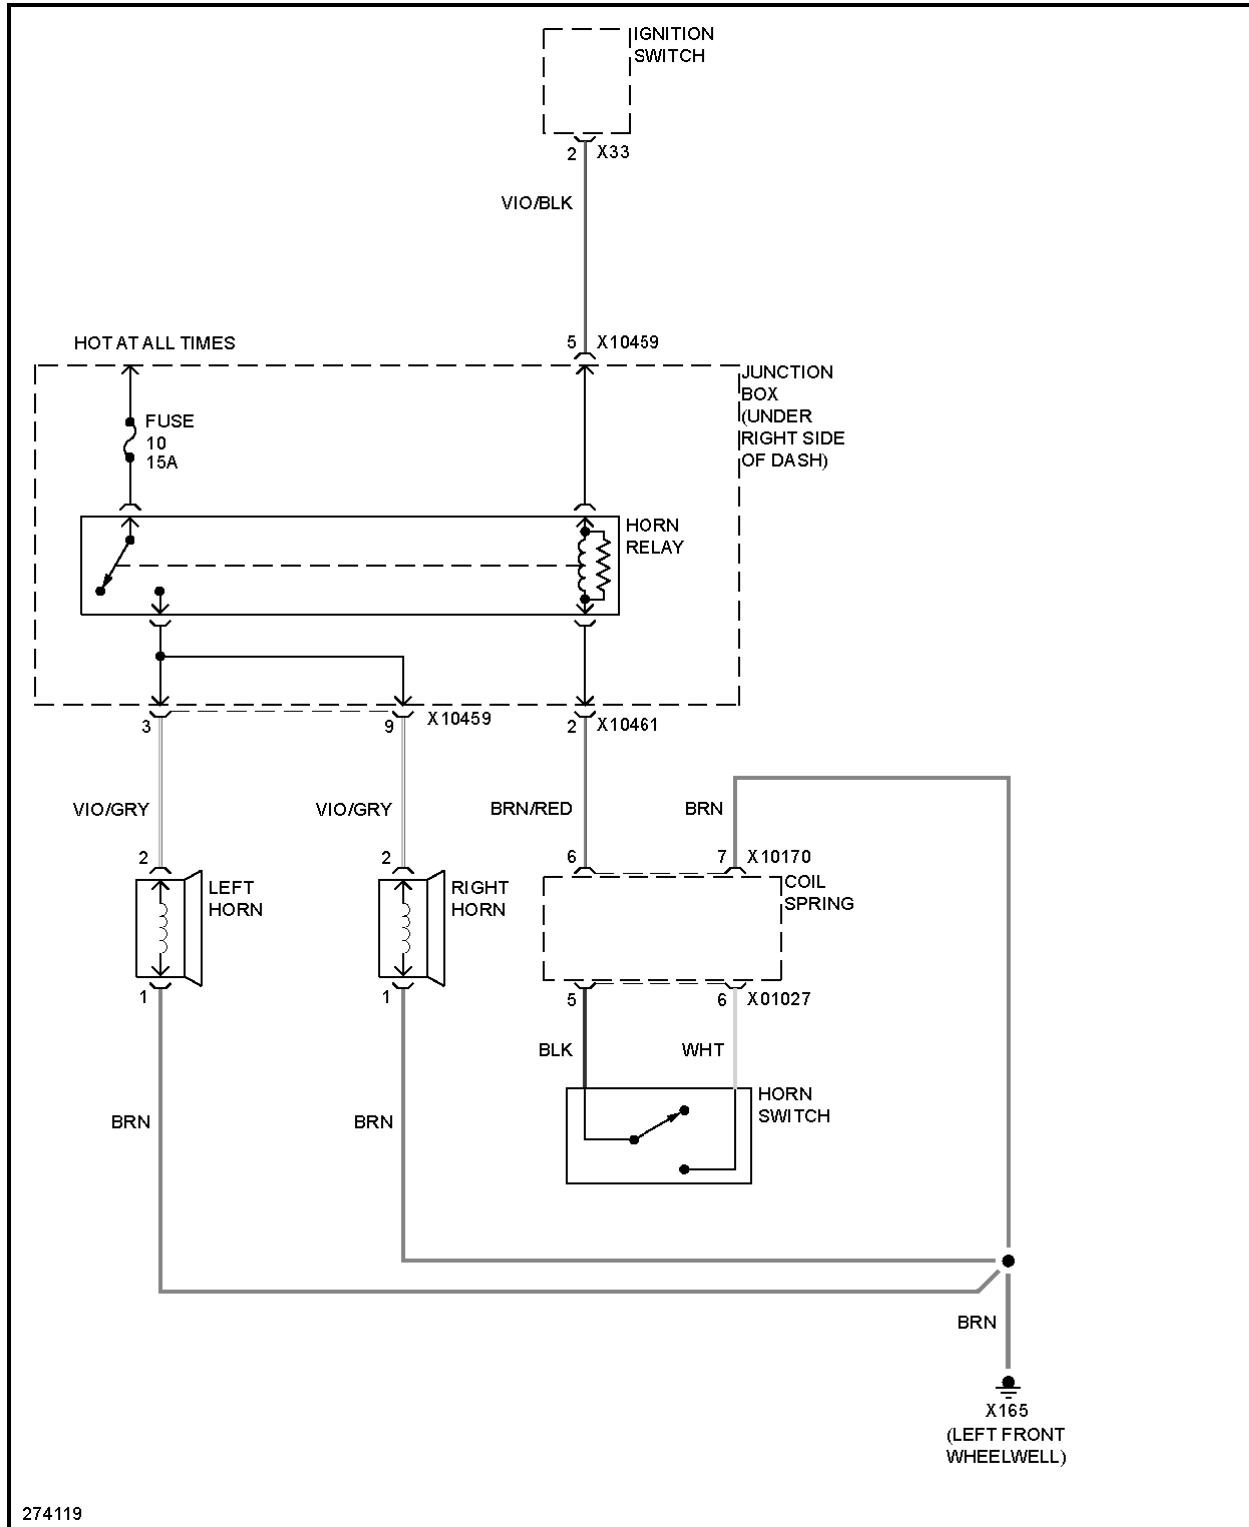 IGNITION
SWITCH
2 X33
VIO/BLK
HOT AT ALL TIMES
5 X10459
JUNCTION
BOX
(UNDER
RIGHT SIDE
OF DASH)
FUSE
10
15A
HORN
RELAY
3
9 X10459
2 X10461
VIO/GRY
VIO/GRY
BRN/RED
BRN
2
2
6
7 X10170
LEFT
HORN
RIGHT
HORN
COIL
SPRING
1
1
5
6 X01027
BLK
WHT
HORN
SWITCH
BRN
BRN
BRN
X165
(LEFT FRONT
WHEELWELL)
274119